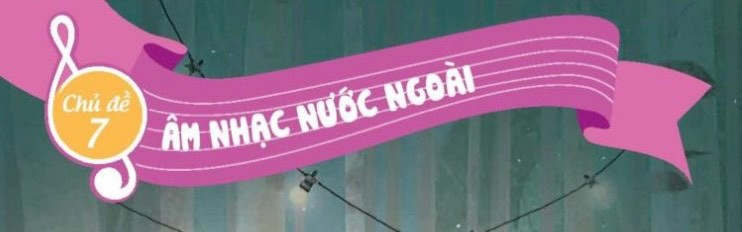 Chủ đề
7
ÂM NHẠC NƯỚC NGOÀI